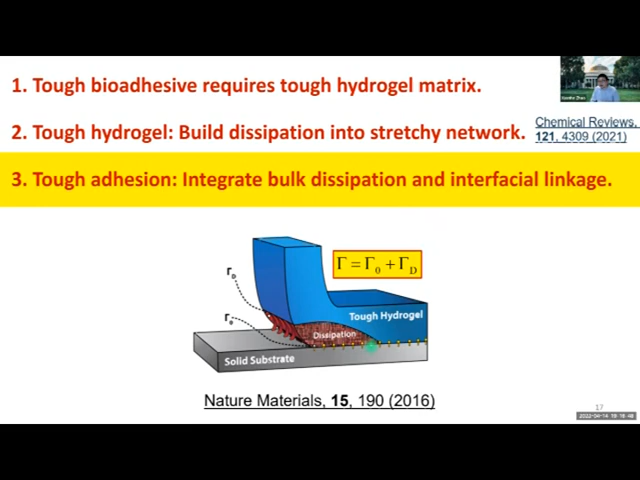 1. Tough bioadhesive requires tough hydrogel matrix.
2. Tough hydrogel: Build dissipation into stretchy network.
Chemical Reviews,
121, 4309 (2021)
3. Tough adhesion: Integrate bulk dissipation and interfacial linkage.
Γ = Γ0 + ΓD
ΓD
Γ0
Tough Hydrogel
Dissipation
Solid Substrate
Nature Materials, 15, 190 (2016)
17